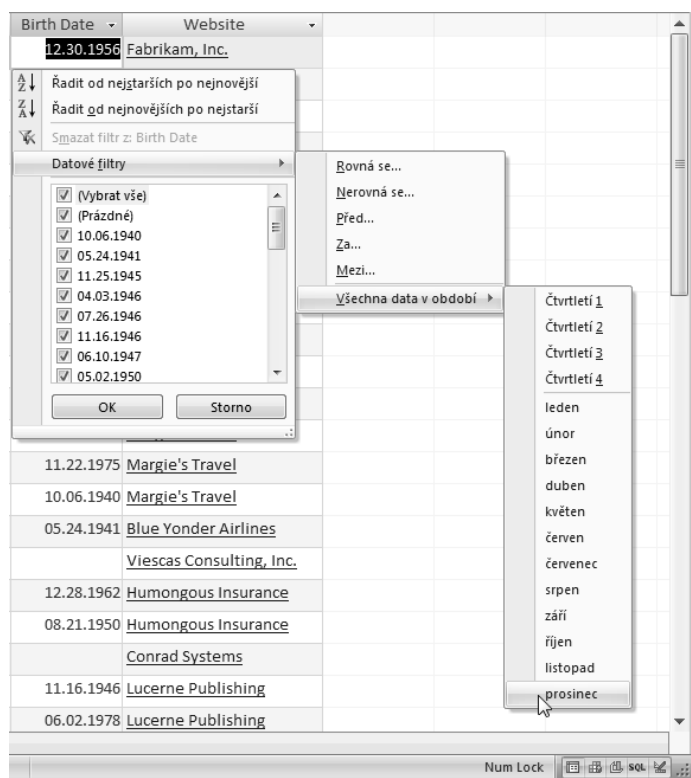 Birth Date Website
12.30.1956 Fabrikam, Inc.
Řadit od nejstarších po nejnovější
Řadit od nejnovějších po nejstarší
Smazat filtr z: Birth Date
Datové filtry
(Vybrat vše)
(Prázdné)
10.06.1940
05.24.1941
11.25.1945
04.03.1946
07.26.1946
11.16.1946
06.10.1947
05.02.1950
OK Storno
Rovná se...
Nerovná se...
Před...
Za...
Mezi...
Všechna data v období
Čtvrtletí 1
Čtvrtletí 2
Čtvrtletí 3
Čtvrtletí 4
leden
únor
březen
duben
květen
červen
červenec
srpen
září
říjen
listopad
prosinec
11.22.1975 Margie's Travel
10.06.1940 Margie's Travel
05.24.1941 Blue Yonder Airlines
Viescas Consulting, Inc.
12.28.1962 Humongous Insurance
08.21.1950 Humongous Insurance
Conrad Systems
11.16.1946 Lucerne Publishing
06.02.1978 Lucerne Publishing
Num Lock SQL